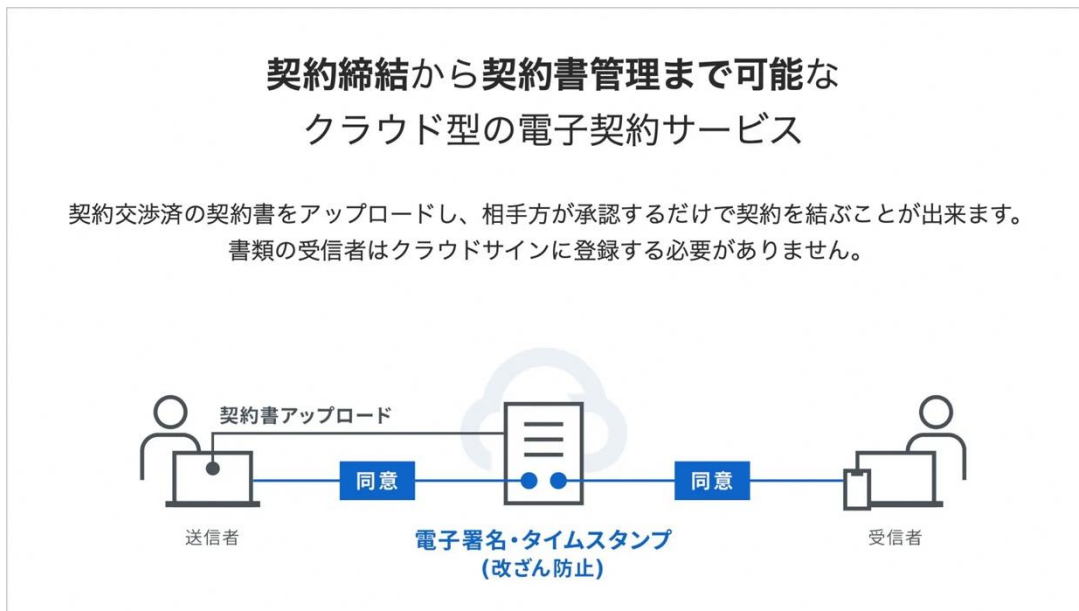 契約締結から契約書管理まで可能な
クラウド型の電子契約サービス
契約交渉済の契約書をアップロードし、相手方が承認するだけで契約を結ぶことが出来ます。
書類の受信者はクラウドサインに登録する必要がありません。
契約書アップロード
同意
同意
送信者
電子署名・タイムスタンプ
(改ざん防止)
受信者